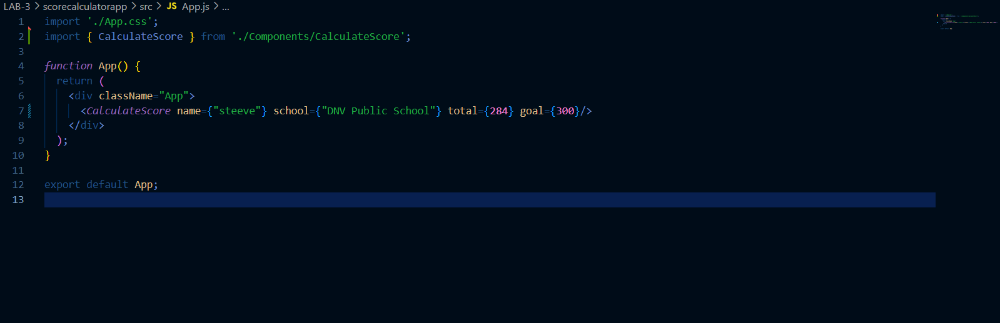 LAB-3 > scorecalculatorapp > src > JS App.js > ...
1 import './App.css';
2 import { CalculateScore } from './Components/CalculateScore';
3
4 function App() {
5   return (
6     <div className="App">
7       <CalculateScore name={"steeve"} school={"DNV Public School"} total={284} goal={300}/>
8     </div>
9   );
10 }
11
12 export default App;
13